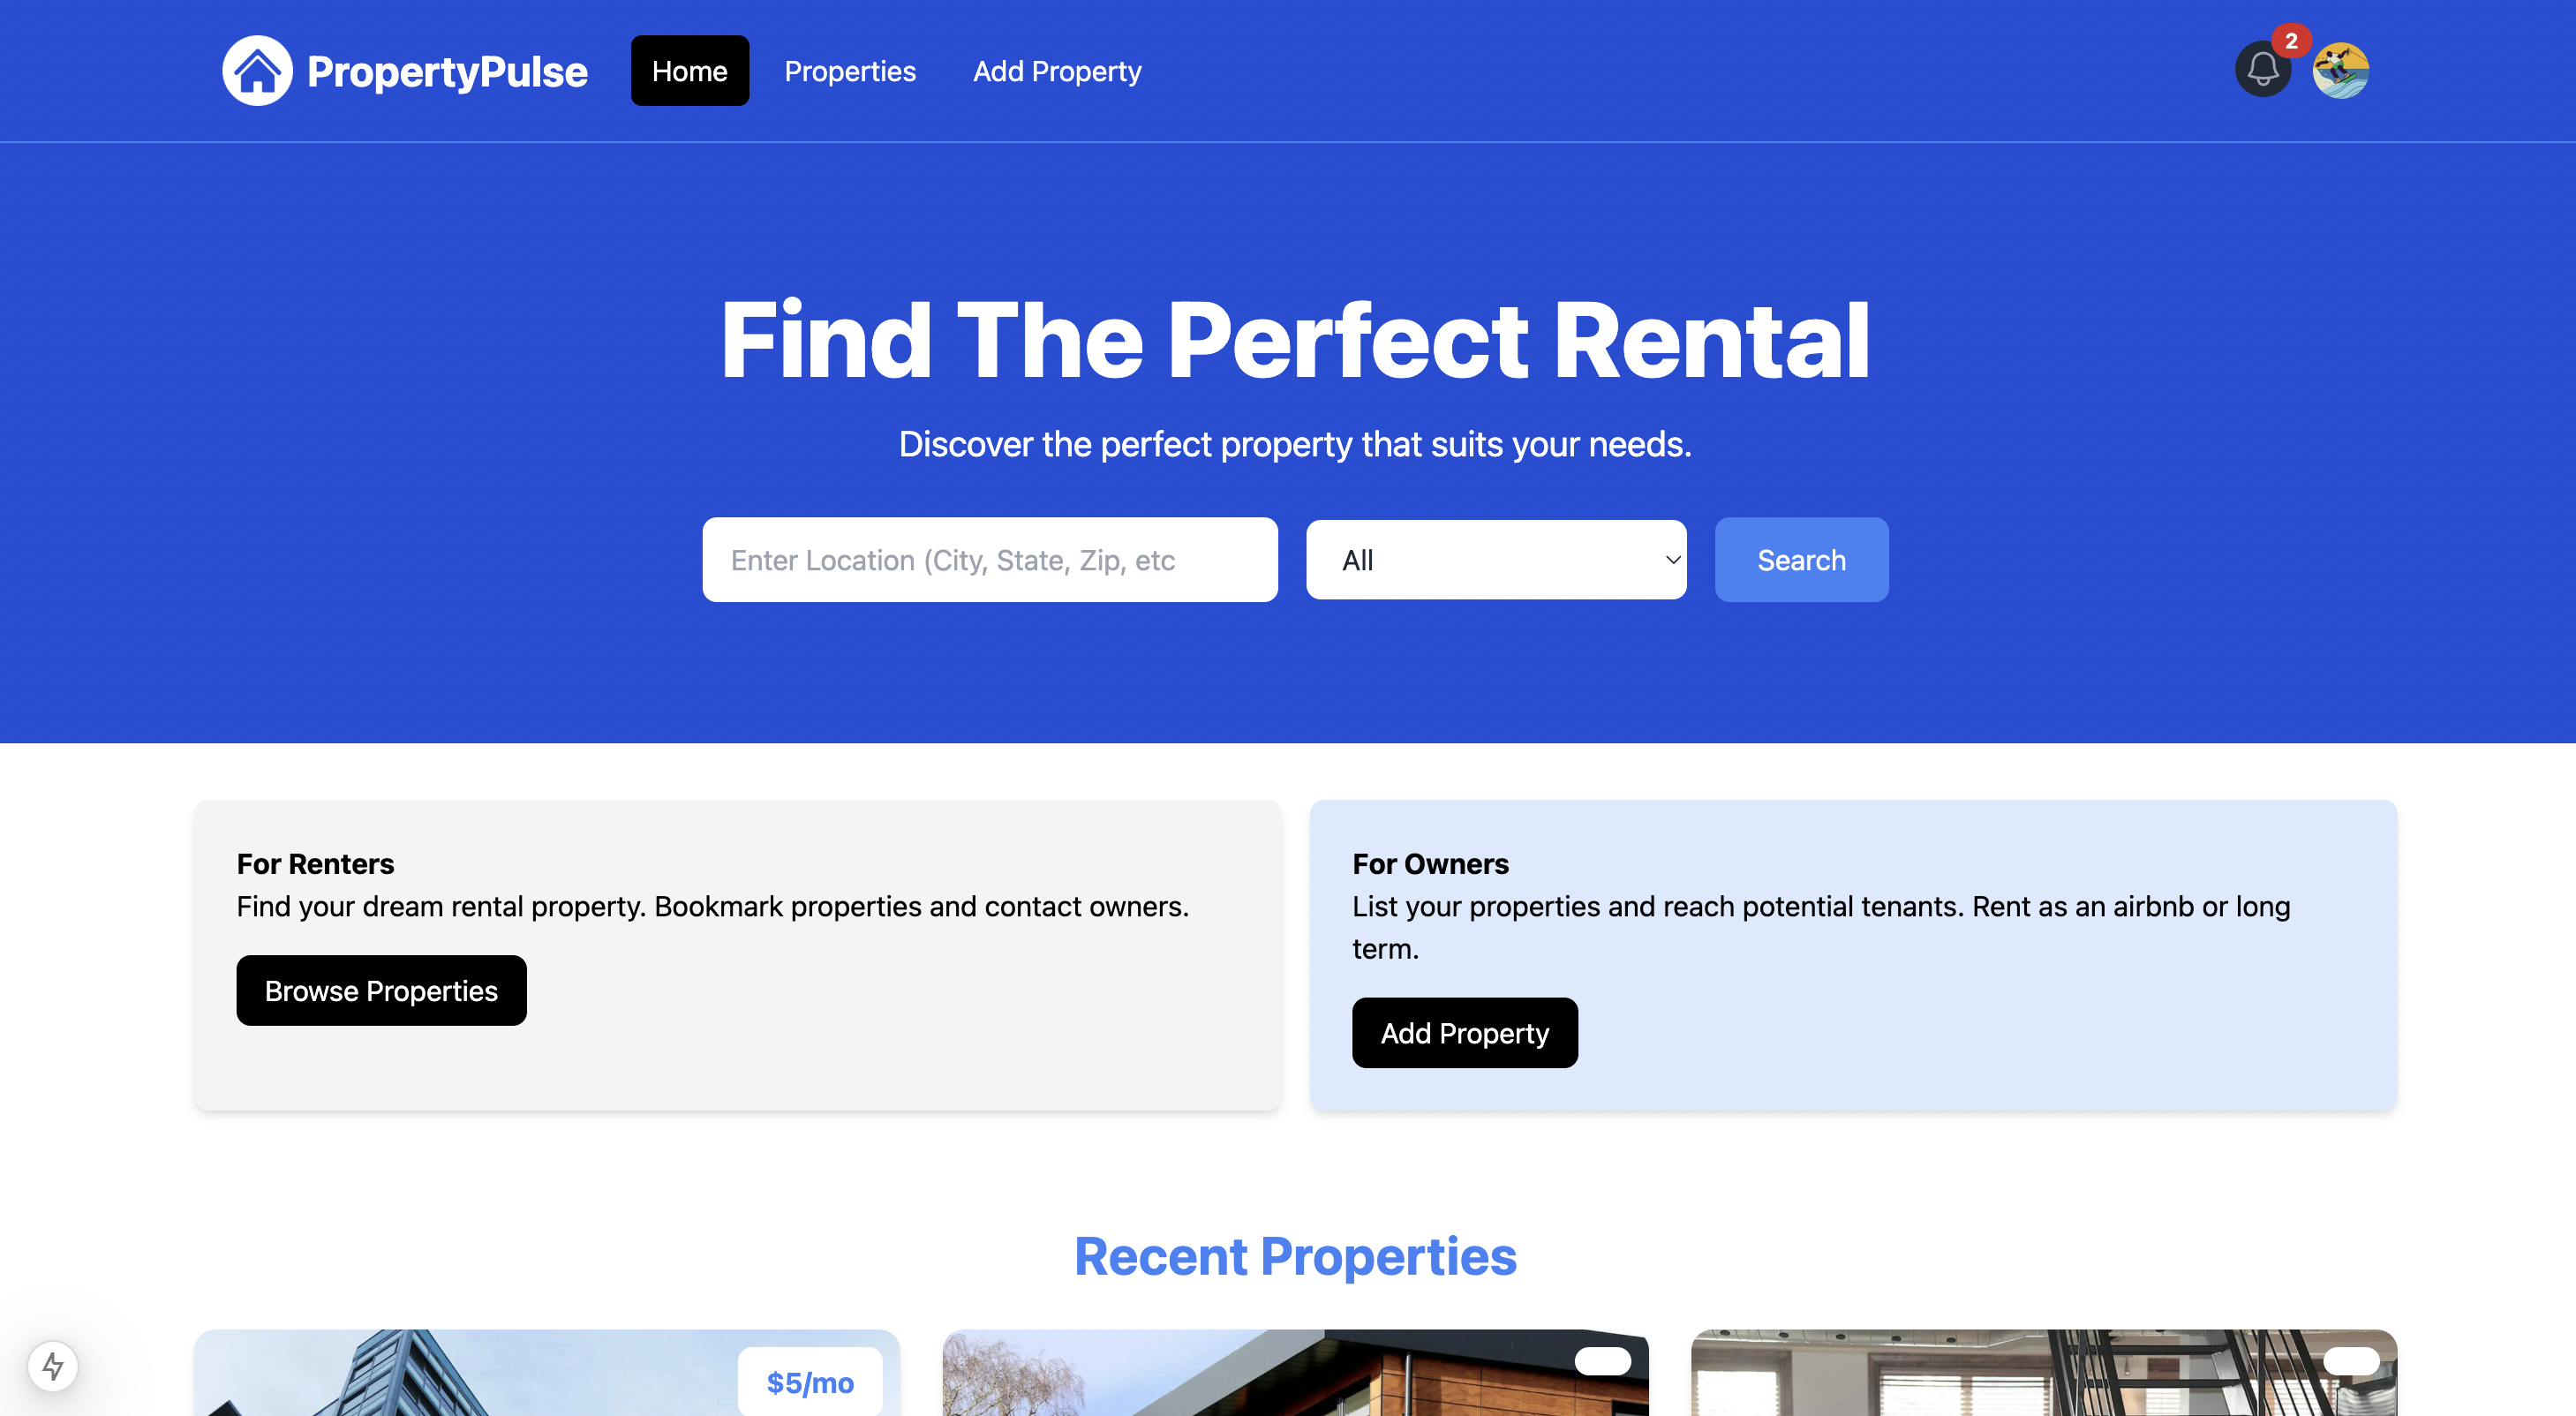 PropertyPulse
Home
Properties
Add Property
2
Find The Perfect Rental
Discover the perfect property that suits your needs.
Enter Location (City, State, Zip, etc
All
Search
For Renters
Find your dream rental property. Bookmark properties and contact owners.
Browse Properties
For Owners
List your properties and reach potential tenants. Rent as an airbnb or long
term.
Add Property
Recent Properties
$5/mo